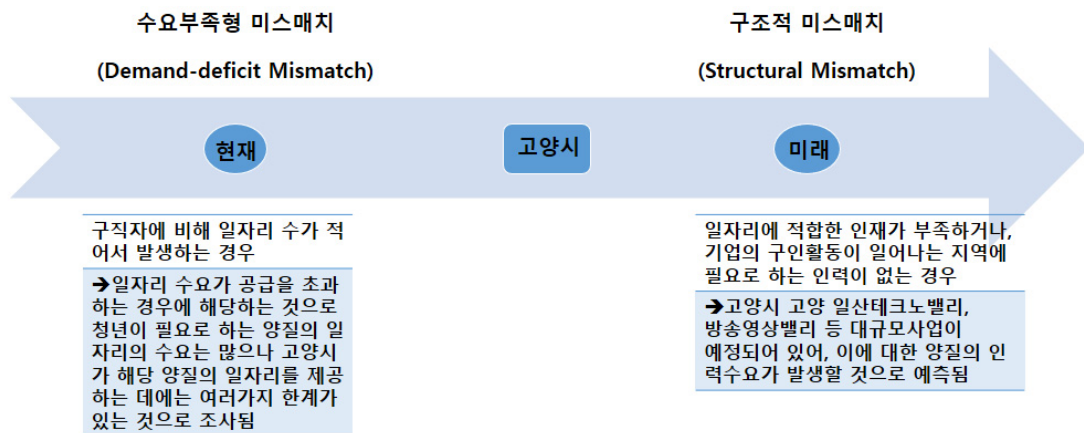 수요부족형 미스매치
(Demand-deficit Mismatch)
구조적 미스매치
(Structural Mismatch)
현재
고양시
미래
구직자에 비해 일자리 수가 적
어서 발생하는 경우
➔일자리 수요가 공급을 초과
하는 경우에 해당하는 것으로
청년이 필요로 하는 양질의 일
자리의 수요는 많으나 고양시
가 해당 양질의 일자리를 제공
하는 데에는 여러가지 한계가
있는 것으로 조사됨
일자리에 적합한 인재가 부족하거나,
기업의 구인활동이 일어나는 지역에
필요로 하는 인력이 없는 경우
➔고양시 고양 일산테크노밸리,
방송영상밸리 등 대규모사업이
예정되어 있어, 이에 대한 양질의 인
력수요가 발생할 것으로 예측됨